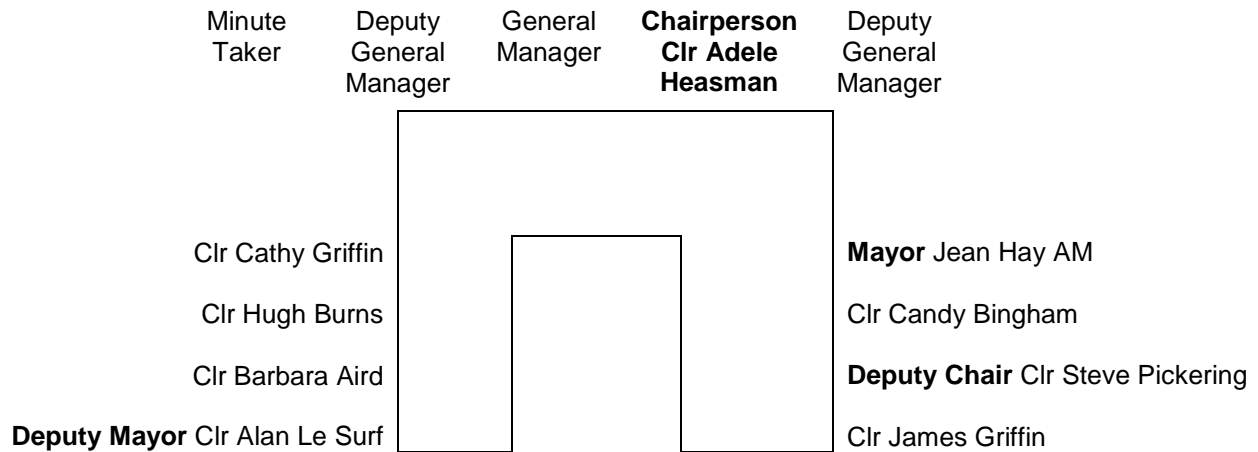 Minute Taker
Deputy General Manager
General Manager
Chairperson Clr Adele Heasman
Deputy General Manager
Clr Cathy Griffin
Mayor Jean Hay AM
Clr Hugh Burns
Clr Candy Bingham
Clr Barbara Aird
Deputy Chair Clr Steve Pickering
Deputy Mayor Clr Alan Le Surf
Clr James Griffin